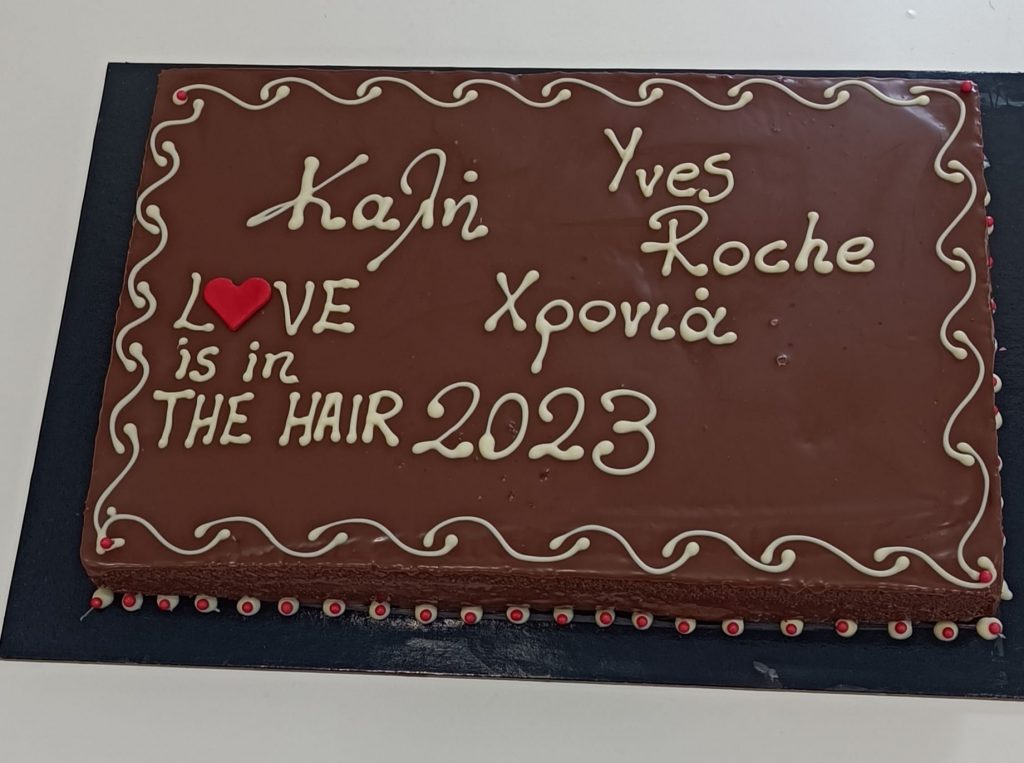 Καλή
Yves
Roche
L♥VE
is in
THE HAIR
Χρονιά
2023